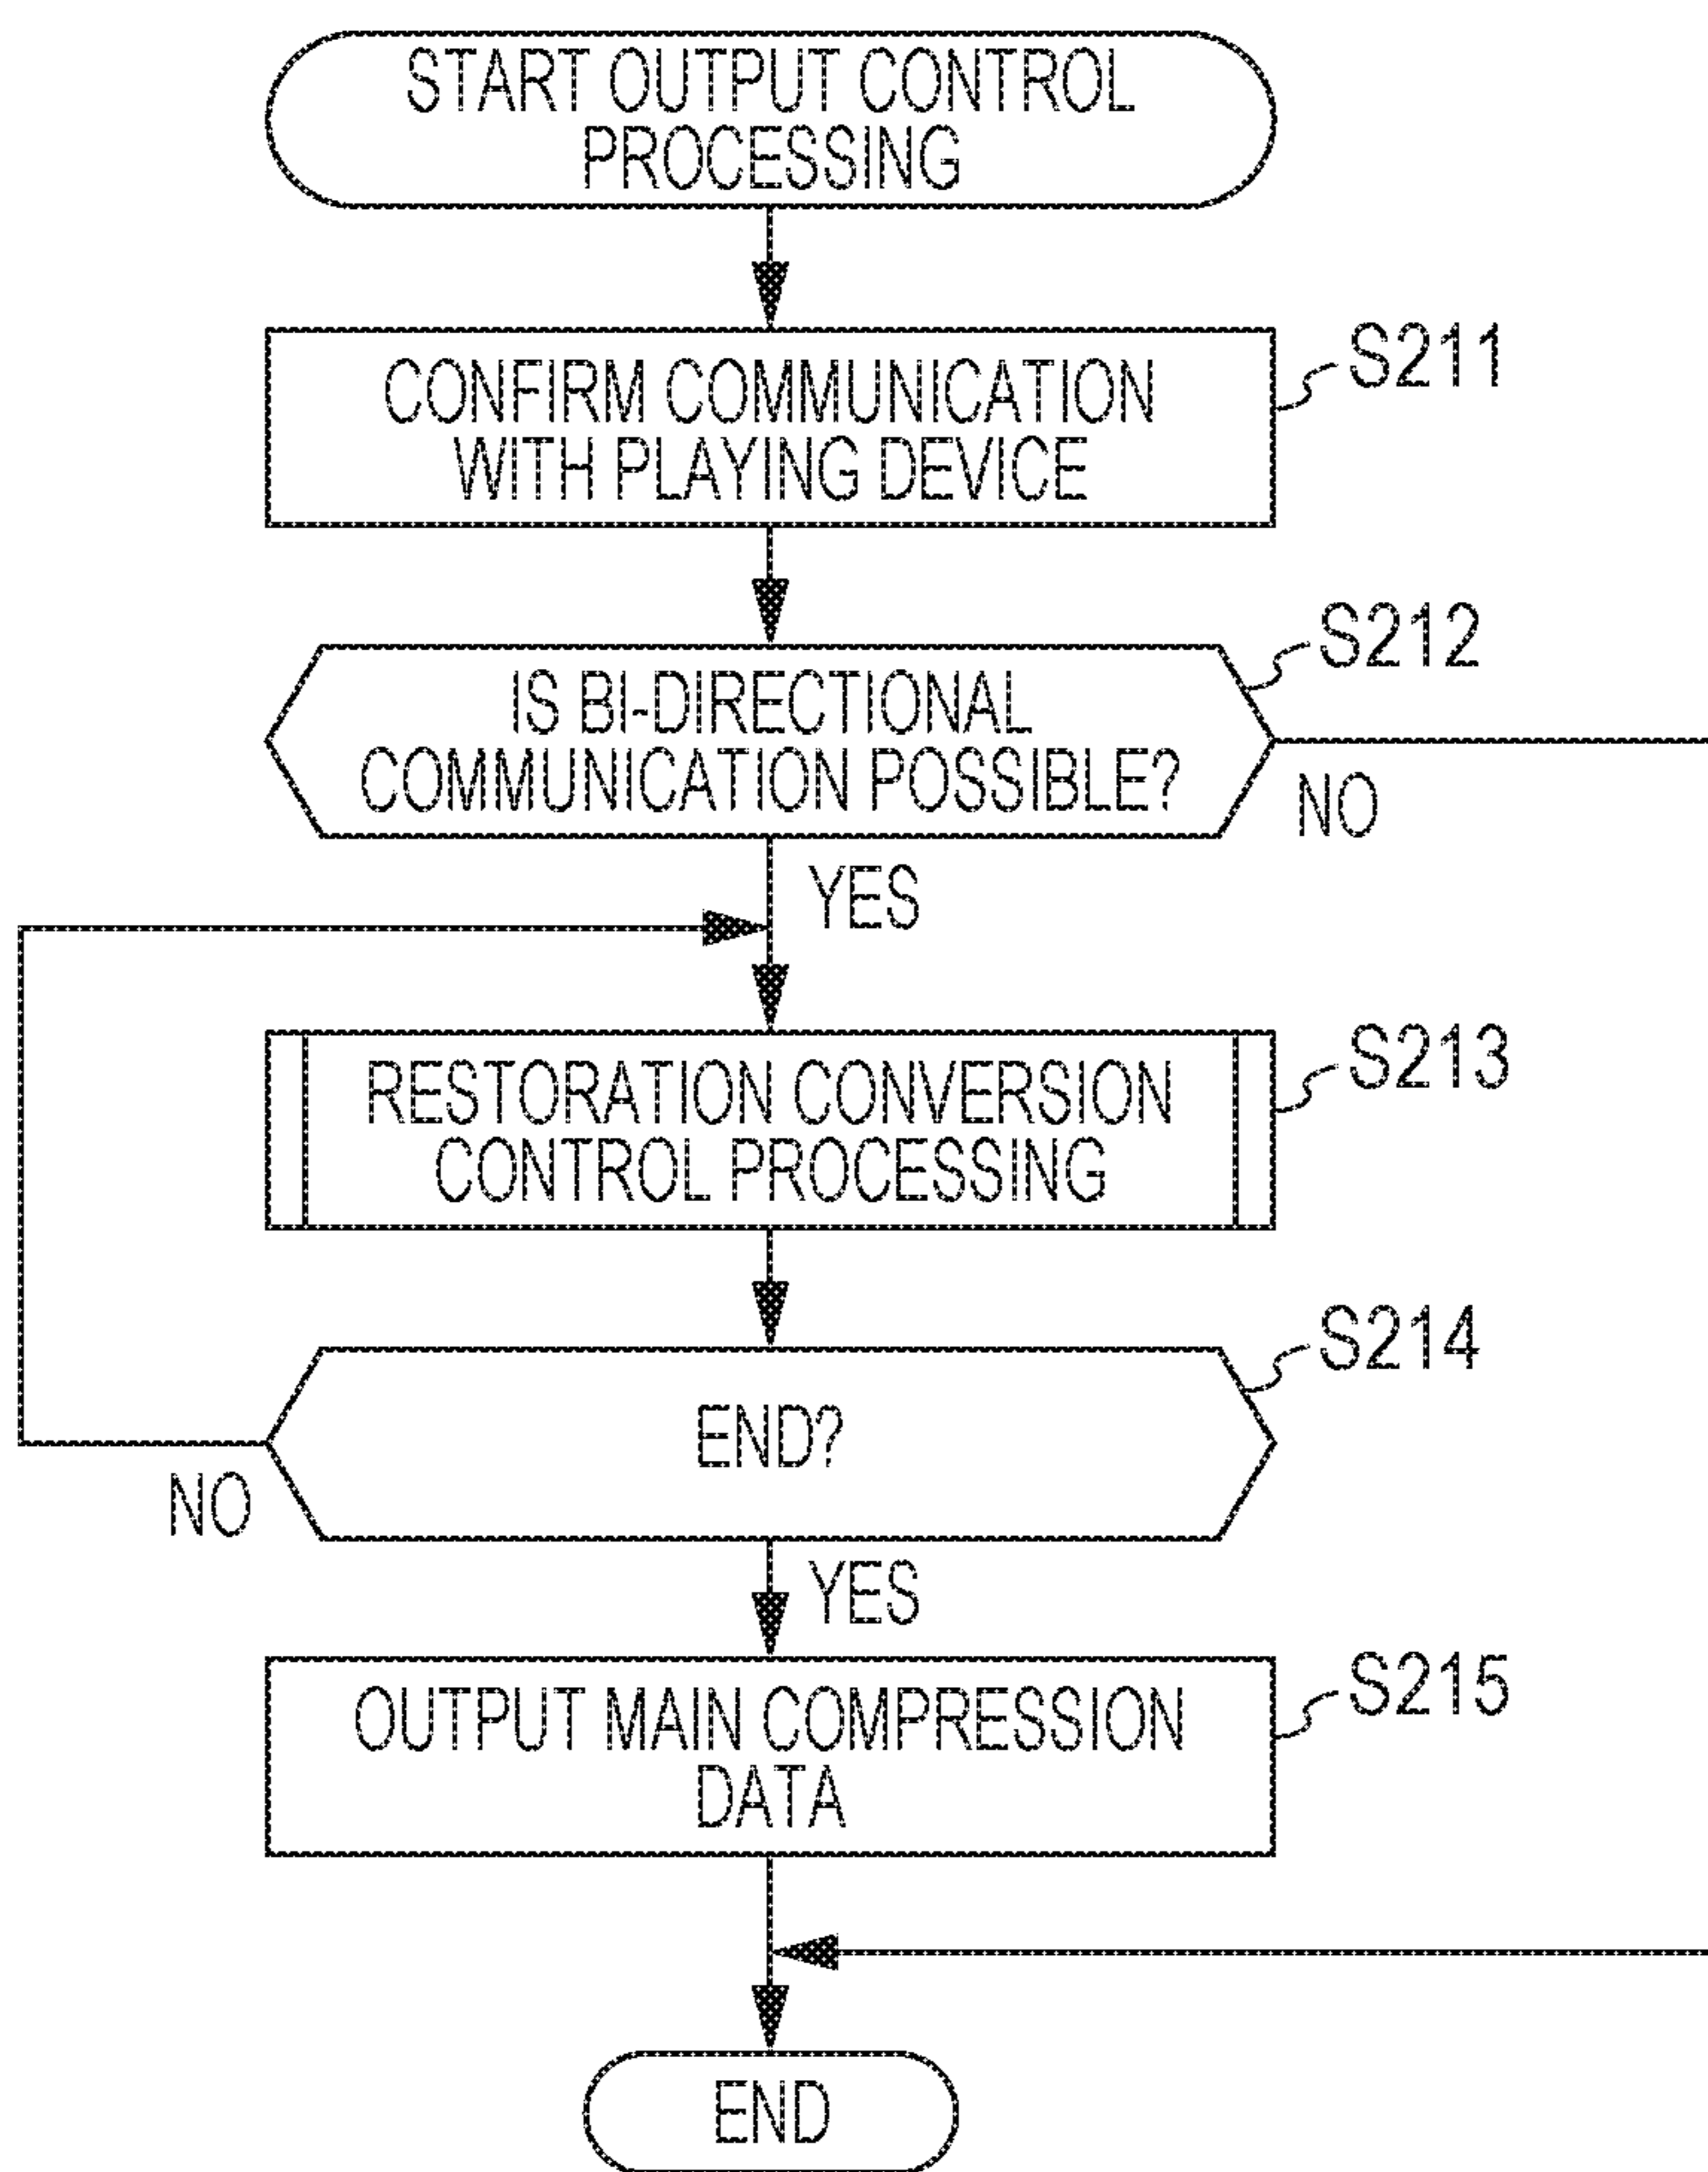 START OUTPUT CONTROL
PROCESSING
CONFIRM COMMUNICATION
WITH PLAYING DEVICE
S211
IS BI-DIRECTIONAL
COMMUNICATION POSSIBLE?
S212
NO
YES
RESTORATION CONVERSION
CONTROL PROCESSING
S213
END?
S214
NO
YES
OUTPUT MAIN COMPRESSION
DATA
S215
END